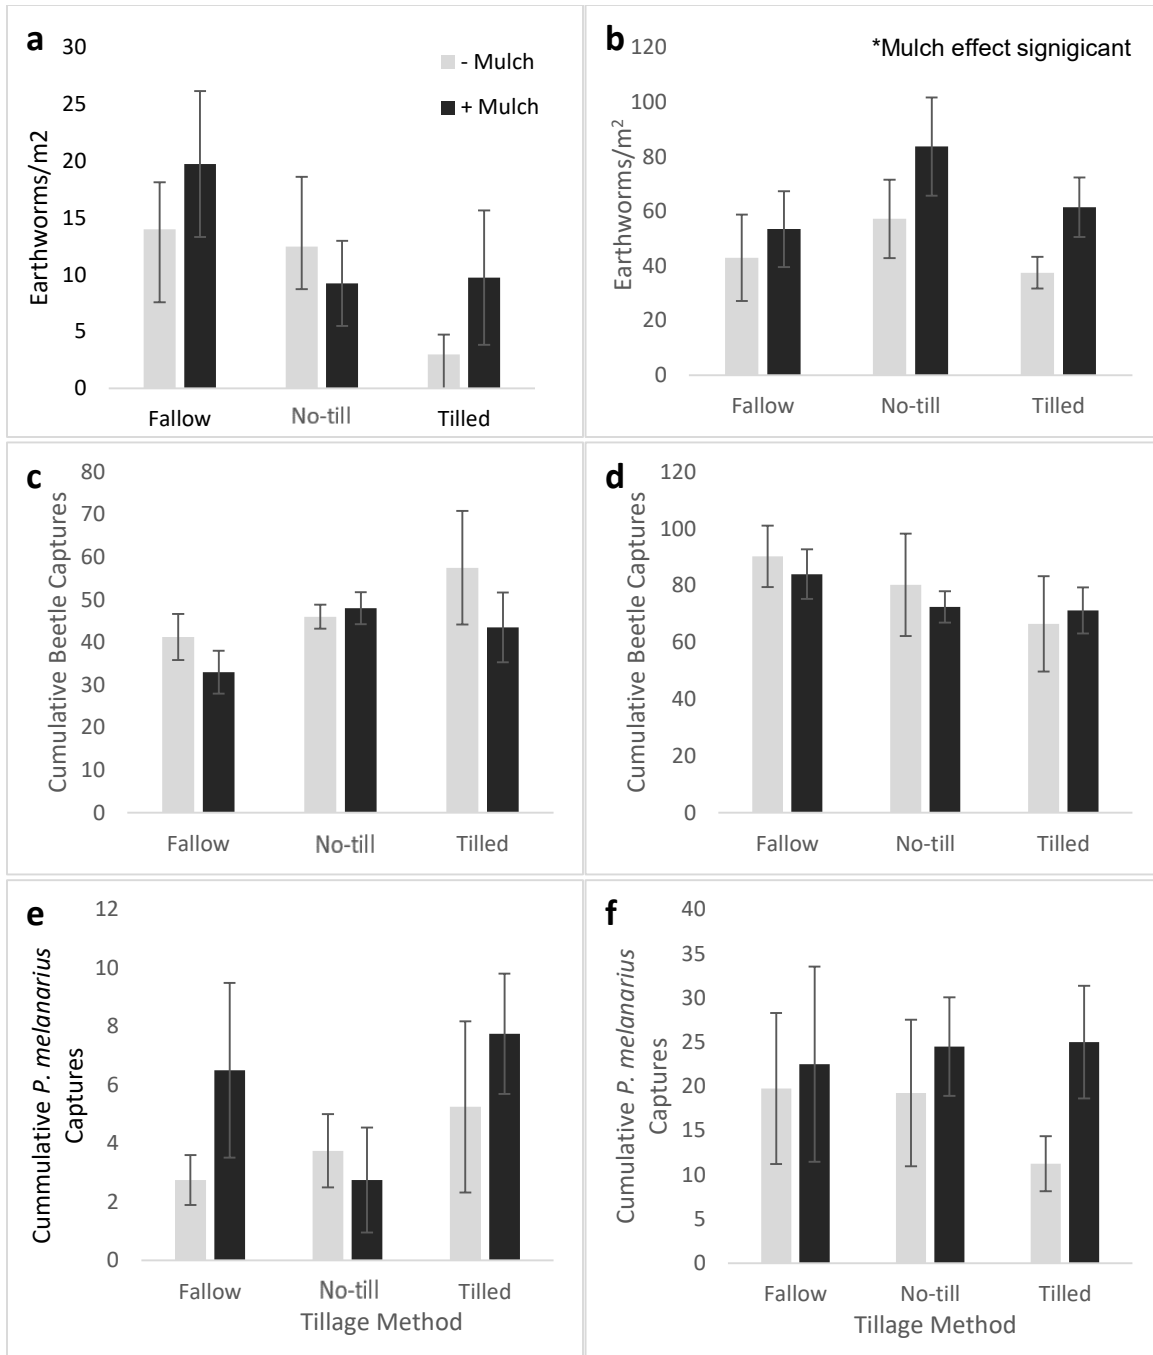 a
30
25
20
15
10
5
0
Earthworms/m2
- Mulch
+ Mulch
Fallow No-till Tilled
b
120
100
80
60
40
20
0
Earthworms/m²
*Mulch effect signigicant
Fallow No-till Tilled
c
80
70
60
50
40
30
20
10
0
Cumulative Beetle Captures
Fallow No-till Tilled
d
120
100
80
60
40
20
0
Cumulative Beetle Captures
Fallow No-till Tilled
e
12
10
8
6
4
2
0
Cummulative P. melanarius
Captures
Fallow No-till Tilled
Tillage Method
f
40
35
30
25
20
15
10
5
0
Cumulative P. melanarius
Captures
Fallow No-till Tilled
Tillage Method